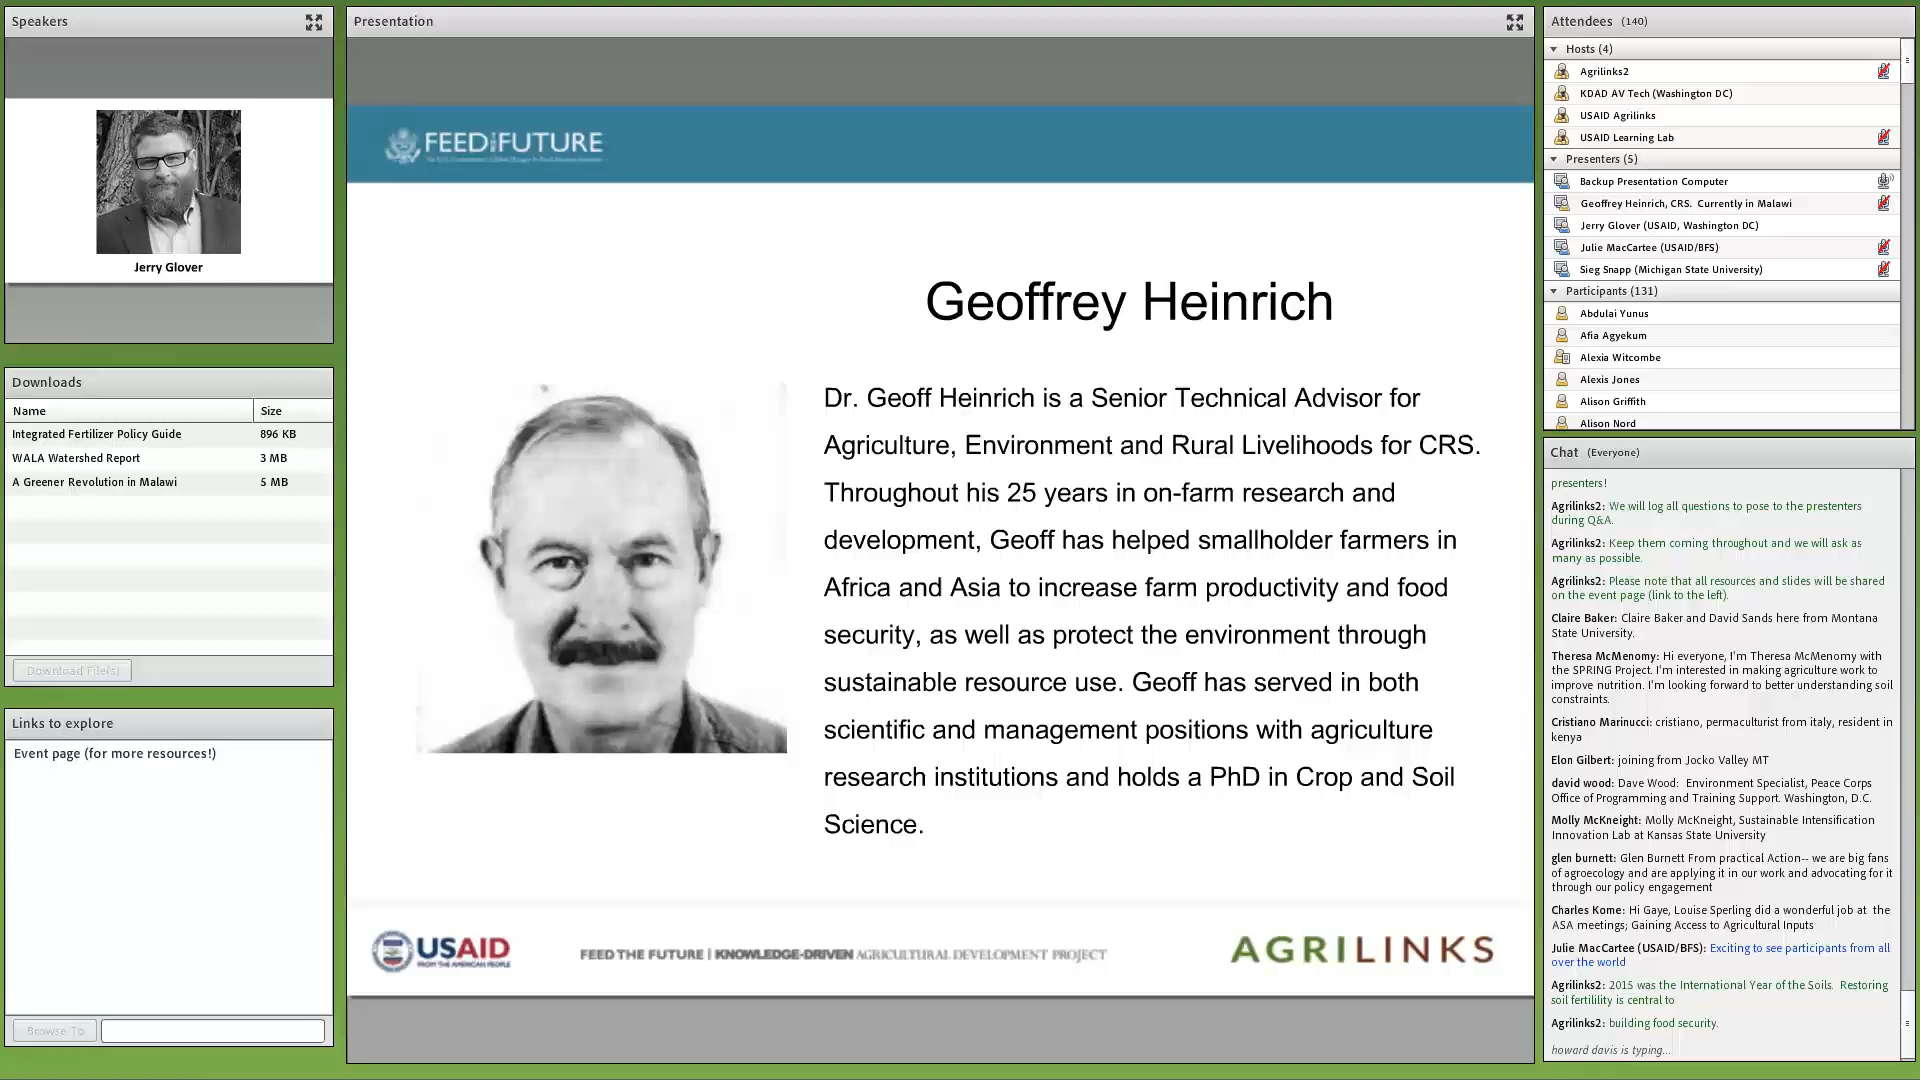 Speakers
Jerry Glover
Downloads
Name Size
Integrated Fertilizer Policy Guide 896 KB
WALA Watershed Report 3 MB
A Greener Revolution in Malawi 5 MB
Download File(s)
Links to explore
Event page (for more resources!)
Browse To
Presentation
FEED THE FUTURE
Geoffrey Heinrich
Dr. Geoff Heinrich is a Senior Technical Advisor for
Agriculture, Environment and Rural Livelihoods for CRS.
Throughout his 25 years in on-farm research and
development, Geoff has helped smallholder farmers in
Africa and Asia to increase farm productivity and food
security, as well as protect the environment through
sustainable resource use. Geoff has served in both
scientific and management positions with agriculture
research institutions and holds a PhD in Crop and Soil
Science.
USAID
FROM THE AMERICAN PEOPLE
FEED THE FUTURE | KNOWLEDGE-DRIVEN AGRICULTURAL DEVELOPMENT PROJECT
AGRILINKS
Attendees (140)
Hosts (4)
Agrilinks2
KDAD AV Tech (Washington DC)
USAID Agrilinks
USAID Learning Lab
Presenters (5)
Backup Presentation Computer
Geoffrey Heinrich, CRS. Currently in Malawi
Jerry Glover (USAID, Washington DC)
Julie MacCartee (USAID/BFS)
Sieg Snapp (Michigan State University)
Participants (131)
Abdulai Yunus
Afia Agyekum
Alexia Witcombe
Alexis Jones
Alison Griffith
Alison Nord
Chat (Everyone)
presenters!
Agrilinks2: We will log all questions to pose to the prestenters
during Q&A.
Agrilinks2: Keep them coming throughout and we will ask as
many as possible.
Agrilinks2: Please note that all resources and slides will be shared
on the event page (link to the left).
Claire Baker: Claire Baker and David Sands here from Montana
State University.
Theresa McMenomy: Hi everyone, I'm Theresa McMenomy with
the SPRING Project. I'm interested in making agriculture work to
improve nutrition. I'm looking forward to better understanding soil
constraints.
Cristiano Marinucci: cristiano, permaculturist from italy, resident in
kenya
Elon Gilbert: joining from Jocko Valley MT
david wood: Dave Wood: Environment Specialist, Peace Corps
Office of Programming and Training Support. Washington, D.C.
Molly McKnight: Molly McKnight, Sustainable Intensification
Innovation Lab at Kansas State University
glen burnett: Glen Burnett From practical Action-- we are big fans
of agroecology and are applying it in our work and advocating for it
through our policy engagement
Charles Kome: Hi Gaye, Louise Sperling did a wonderful job at the
ASA meetings; Gaining Access to Agricultural Inputs
Julie MacCartee (USAID/BFS): Exciting to see participants from all
over the world
Agrilinks2: 2015 was the International Year of the Soils. Restoring
soil fertilility is central to
Agrilinks2: building food security.
howard davis is typing...